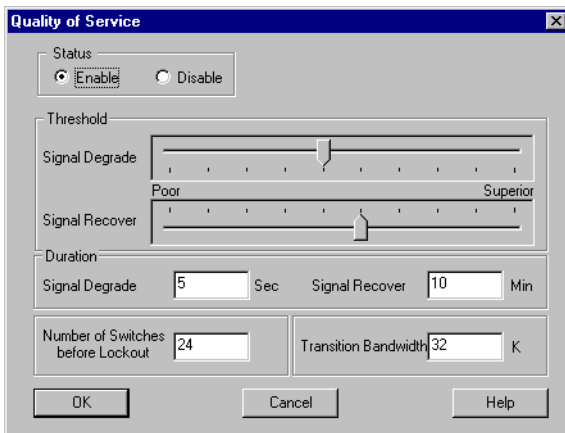 Quality of Service
Status
Enable
Disable
Threshold
Signal Degrade
Poor
Superior
Signal Recover
Duration
Signal Degrade 5 Sec
Signal Recover 10 Min
Number of Switches
before Lockout 24
Transition Bandwidth 32 K
OK
Cancel
Help